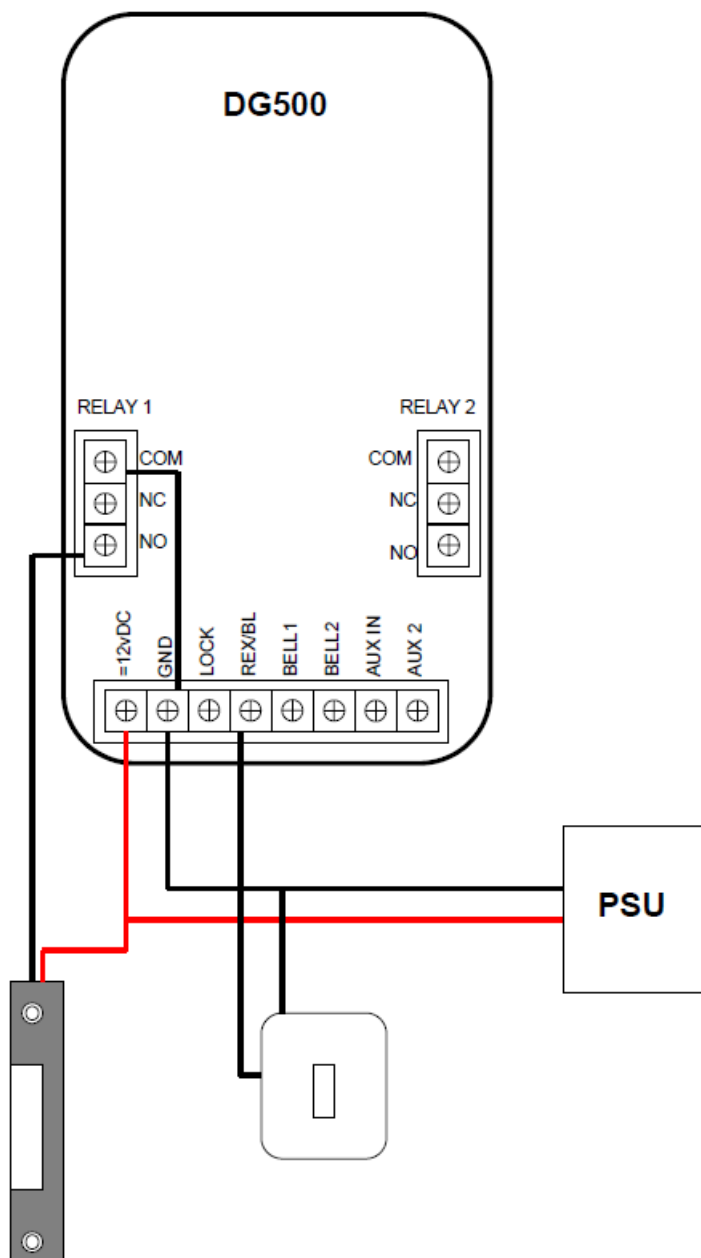 DG500
RELAY 1
RELAY 2
COM
NC
NO
COM
NC
NO
=12vDC
GND
LOCK
REX/BL
BELL1
BELL2
AUX IN
AUX 2
PSU